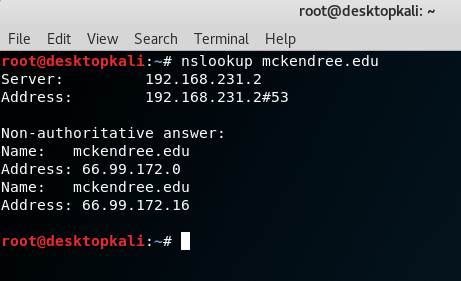 root@desktopkali: ~
File Edit View Search Terminal Help
root@desktopkali:~# nslookup mckendree.edu
Server: 192.168.231.2
Address: 192.168.231.2#53
Non-authoritative answer:
Name: mckendree.edu
Address: 66.99.172.0
Name: mckendree.edu
Address: 66.99.172.16
root@desktopkali:~#